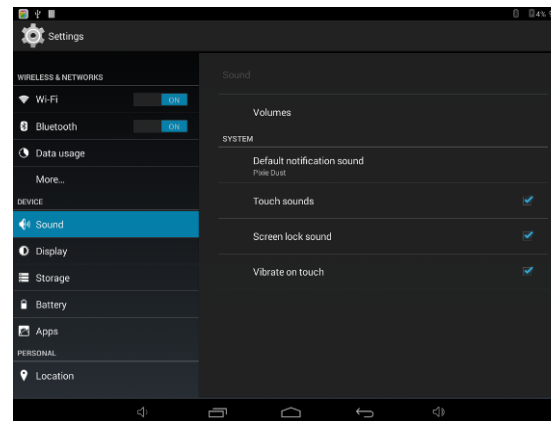 4%
Settings
WIRELESS & NETWORKS
Wi-Fi ON
Bluetooth ON
Data usage
More...
DEVICE
Sound
Display
Storage
Battery
Apps
PERSONAL
Location
Sound
Volumes
SYSTEM
Default notification sound
Pixie Dust
Touch sounds
Screen lock sound
Vibrate on touch